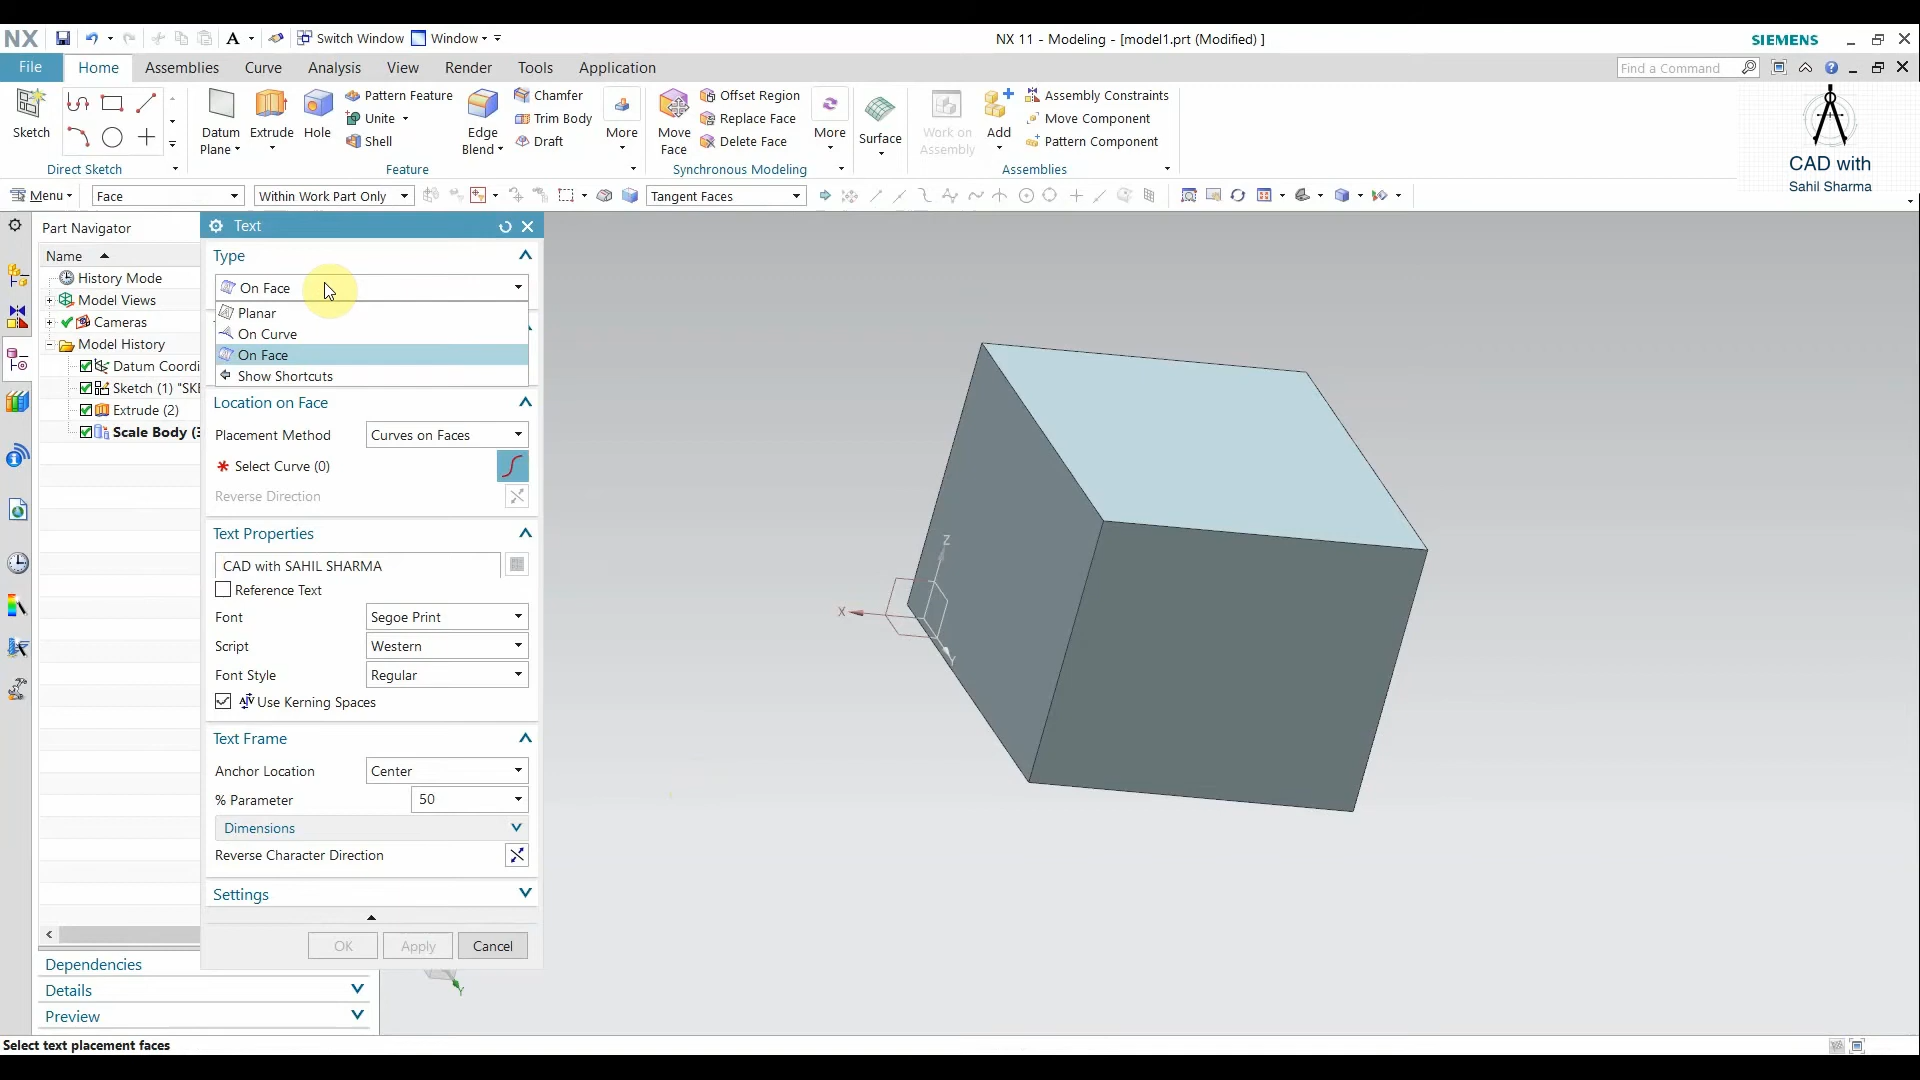 NX
Switch Window
Window
NX 11 - Modeling - [model1.prt (Modified) ]
SIEMENS
File
Home
Assemblies
Curve
Analysis
View
Render
Tools
Application
Find a Command
Sketch
Direct Sketch
Datum Plane
Extrude
Hole
Pattern Feature
Unite
Shell
Edge Blend
Chamfer
Trim Body
Draft
More
Feature
Move Face
Offset Region
Replace Face
Delete Face
More
Synchronous Modeling
Surface
Work on Assembly
Add
Assembly Constraints
Move Component
Pattern Component
Assemblies
CAD with
Sahil Sharma
Menu
Face
Within Work Part Only
Tangent Faces
Part Navigator
Name
History Mode
Model Views
Cameras
Model History
Datum Coordi
Sketch (1) "SKE
Extrude (2)
Scale Body (3
Dependencies
Details
Preview
Text
Type
On Face
Planar
On Curve
On Face
Show Shortcuts
Location on Face
Placement Method
Curves on Faces
* Select Curve (0)
Reverse Direction
Text Properties
CAD with SAHIL SHARMA
Reference Text
Font
Segoe Print
Script
Western
Font Style
Regular
Use Kerning Spaces
Text Frame
Anchor Location
Center
% Parameter
50
Dimensions
Reverse Character Direction
Settings
OK
Apply
Cancel
Z
X
Y
Y
Select text placement faces